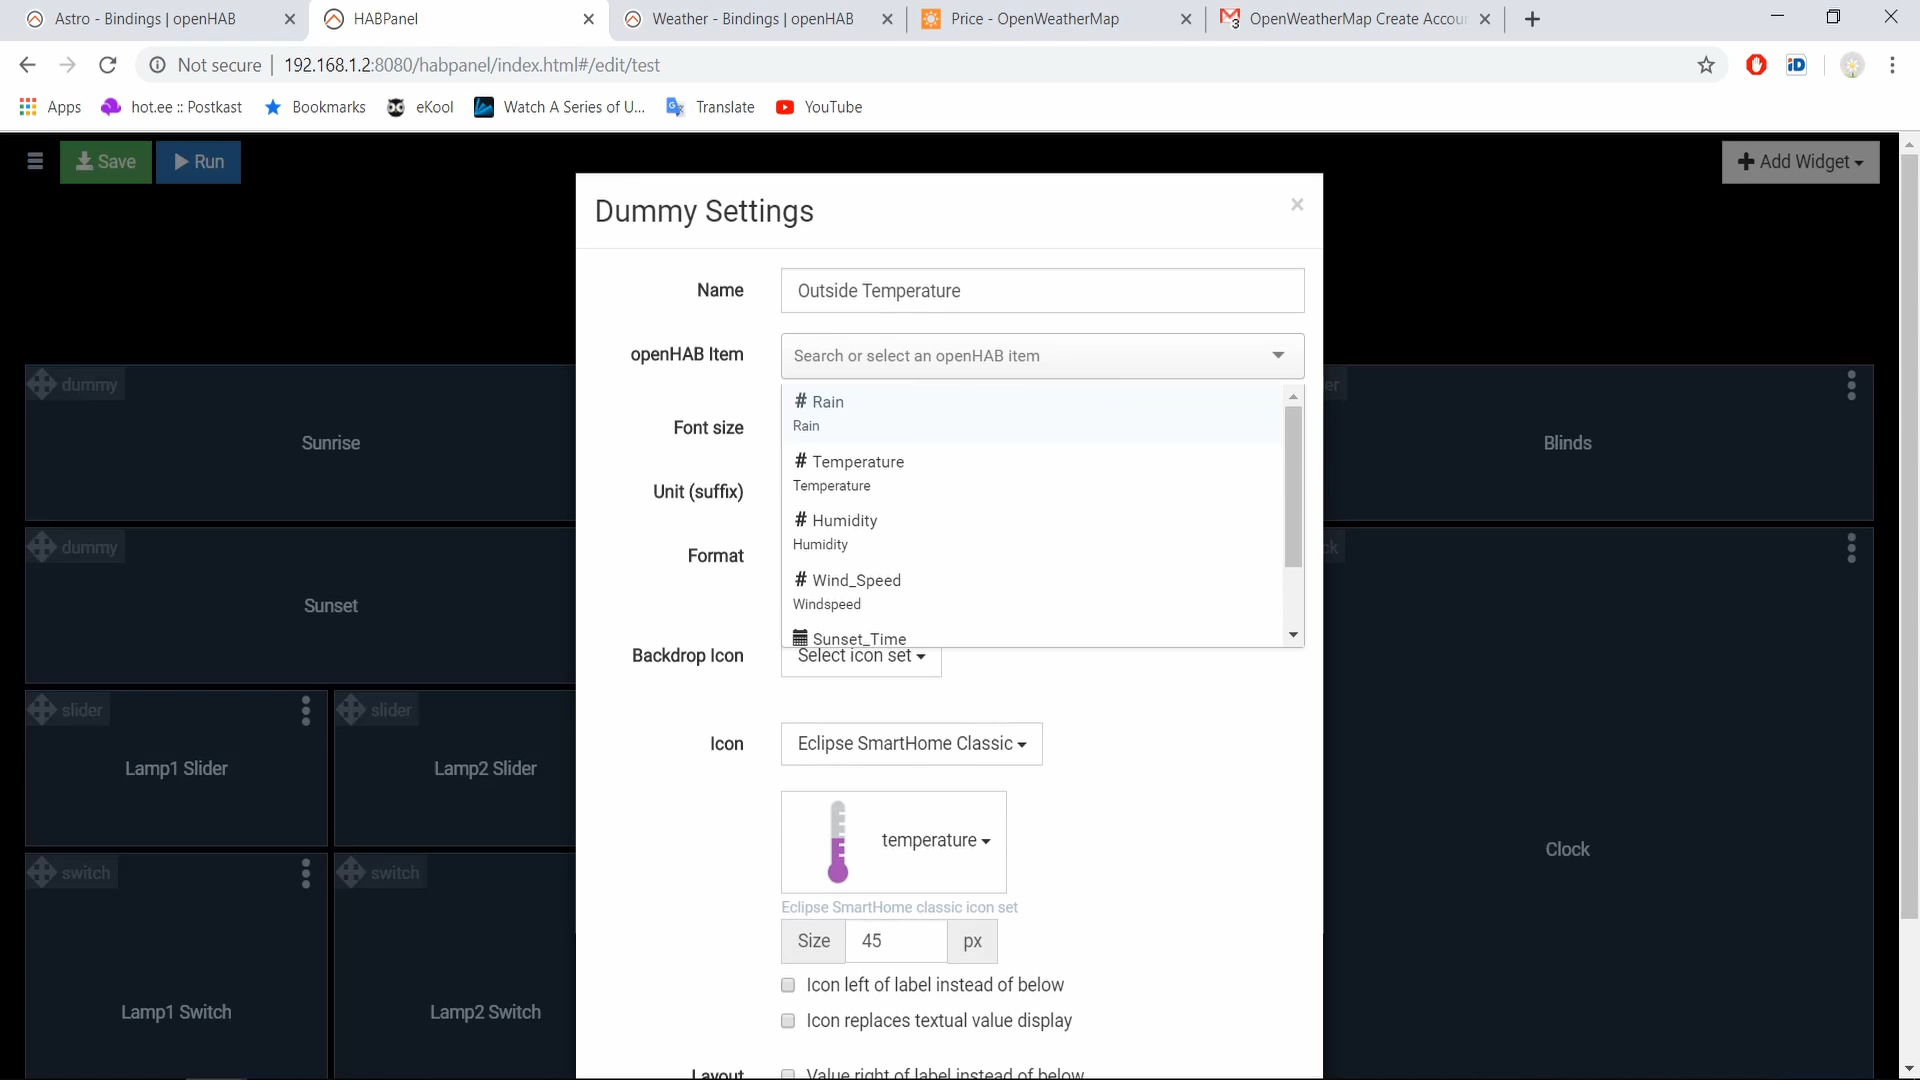 Astro - Bindings | openHAB
HABPanel
Weather - Bindings | openHAB
Price - OpenWeatherMap
3
OpenWeatherMap Create Accou
Not secure | 192.168.1.2:8080/habpanel/index.html#/edit/test
iD
Apps
hot.ee :: Postkast
Bookmarks
eKool
Watch A Series of U...
Translate
YouTube
Save
Run
Add Widget
Dummy Settings
×
Name
Outside Temperature
openHAB Item
Search or select an openHAB item
# Rain
Rain
# Temperature
Temperature
# Humidity
Humidity
# Wind_Speed
Windspeed
Sunset_Time
Font size
Unit (suffix)
Format
Backdrop Icon
Select icon set
Icon
Eclipse SmartHome Classic
temperature
Eclipse SmartHome classic icon set
Size 45 px
Icon left of label instead of below
Icon replaces textual value display
Layout
Value right of label instead of below
dummy
Sunrise
dummy
Sunset
slider
Lamp1 Slider
slider
Lamp2 Slider
switch
Lamp1 Switch
switch
Lamp2 Switch
er
Blinds
ck
Clock